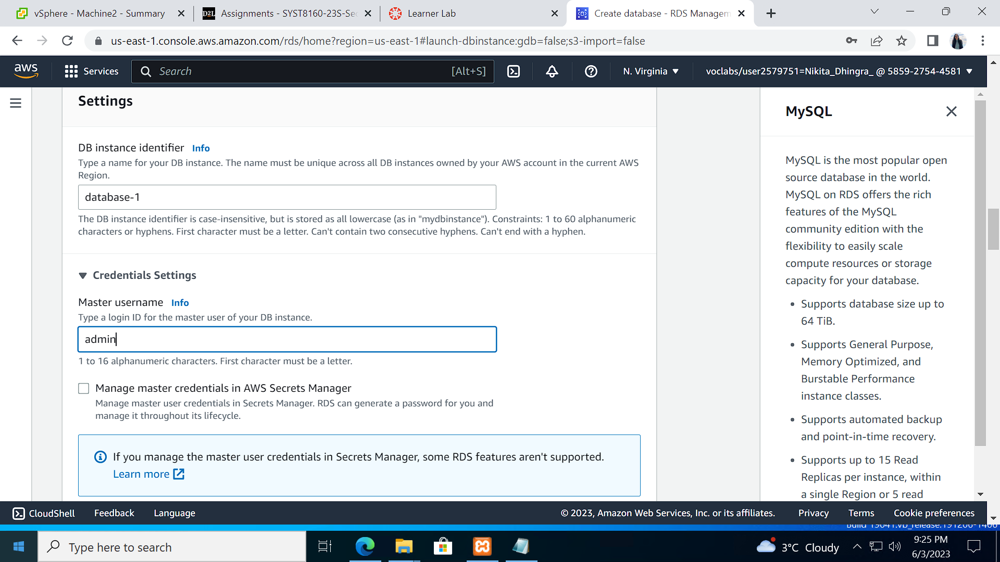 vSphere - Machine2 - Summary
D2L Assignments - SYST8160-23S-Sec
Learner Lab
Create database - RDS Managem
us-east-1.console.aws.amazon.com/rds/home?region=us-east-1#launch-dbinstance:gdb=false;s3-import=false
aws Services Search [Alt+S] N. Virginia voclabs/user2579751=Nikita_Dhingra_ @ 5859-2754-4581
Settings
DB instance identifier Info
Type a name for your DB instance. The name must be unique across all DB instances owned by your AWS account in the current AWS
Region.
database-1
The DB instance identifier is case-insensitive, but is stored as all lowercase (as in "mydbinstance"). Constraints: 1 to 60 alphanumeric
characters or hyphens. First character must be a letter. Can't contain two consecutive hyphens. Can't end with a hyphen.
Credentials Settings
Master username Info
Type a login ID for the master user of your DB instance.
admin
1 to 16 alphanumeric characters. First character must be a letter.
Manage master credentials in AWS Secrets Manager
Manage master user credentials in Secrets Manager. RDS can generate a password for you and
manage it throughout its lifecycle.
If you manage the master user credentials in Secrets Manager, some RDS features aren't supported.
Learn more
MySQL
MySQL is the most popular open
source database in the world.
MySQL on RDS offers the rich
features of the MySQL
community edition with the
flexibility to easily scale
compute resources or storage
capacity for your database.
• Supports database size up to
64 TiB.
• Supports General Purpose,
Memory Optimized, and
Burstable Performance
instance classes.
• Supports automated backup
and point-in-time recovery.
• Supports up to 15 Read
Replicas per instance, within
a single Region or 5 read
CloudShell Feedback Language © 2023, Amazon Web Services, Inc. or its affiliates. Privacy Terms Cookie preferences
Build 19041.vb_release.191206-1406
Type here to search
3°C Cloudy
9:25 PM
6/3/2023